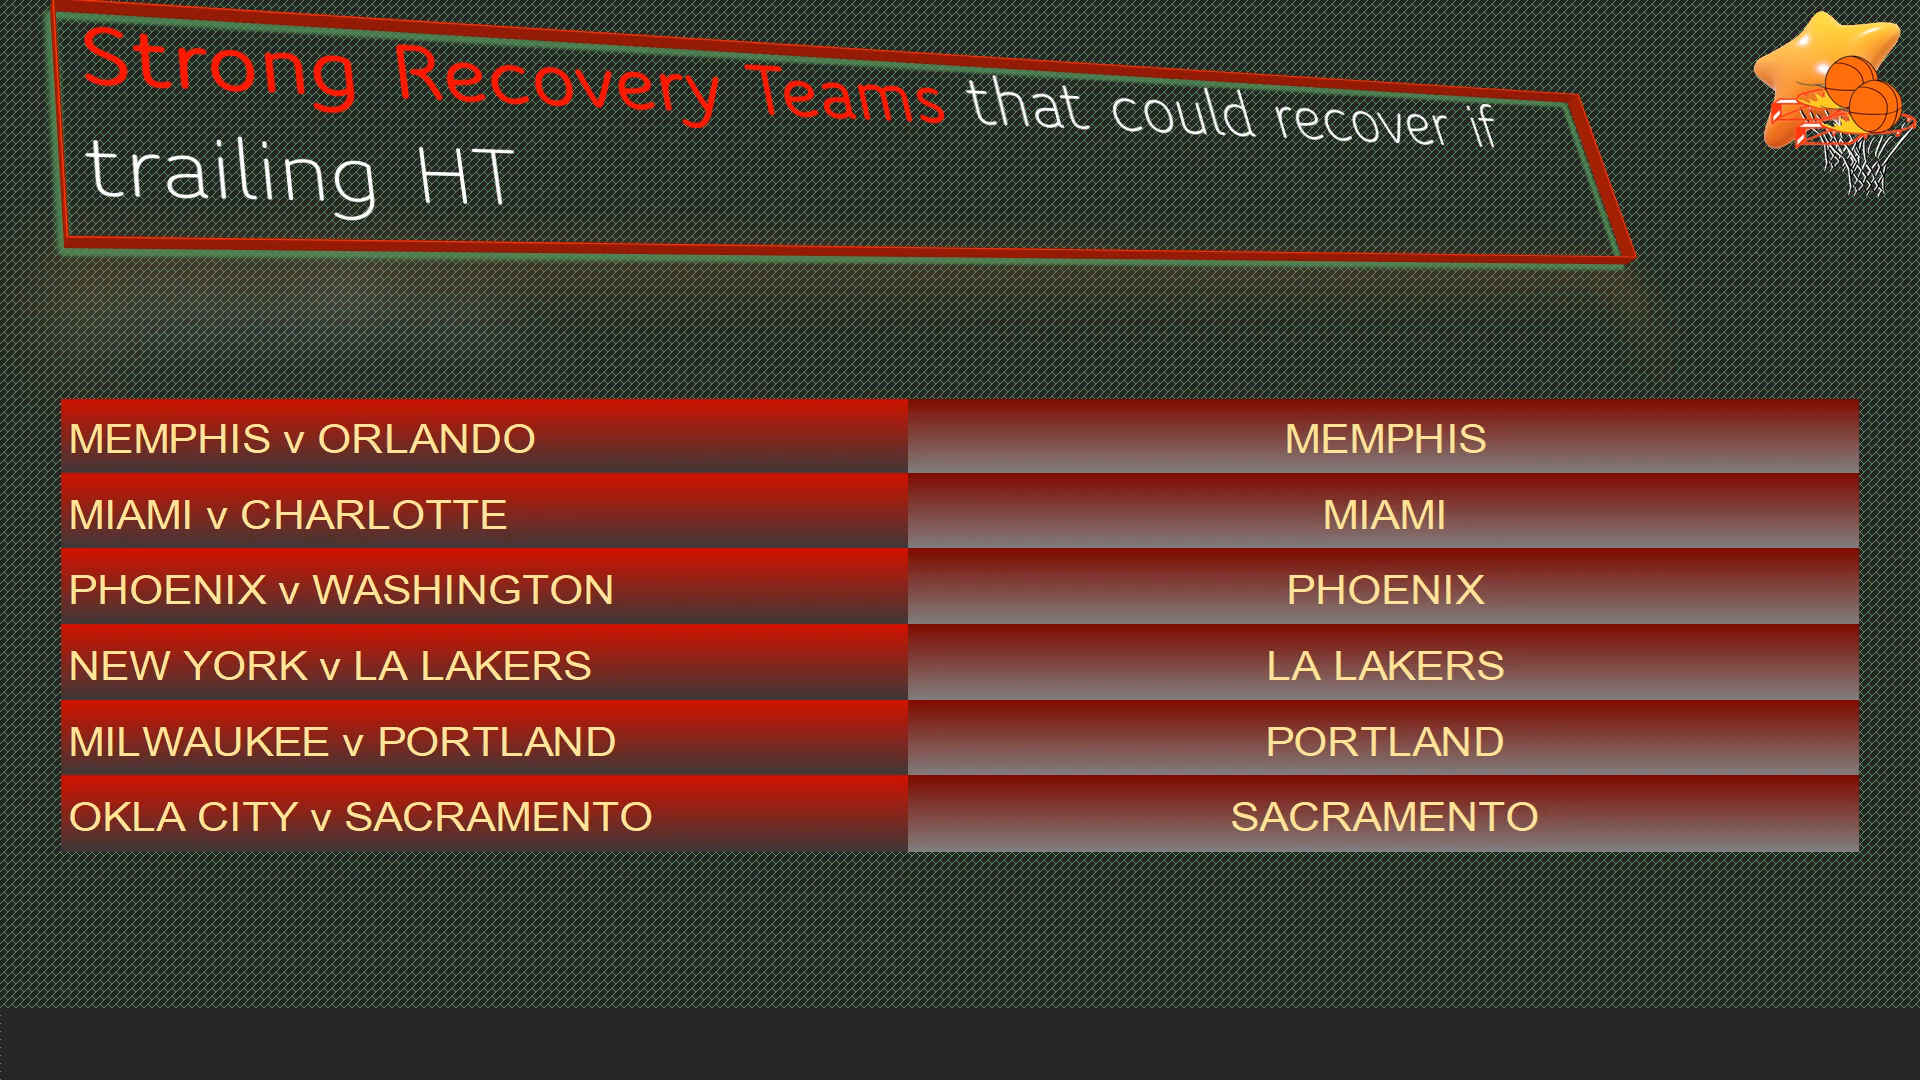 Strong Recovery Teams that could recover if
trailing HT
MEMPHIS v ORLANDO MEMPHIS
MIAMI v CHARLOTTE MIAMI
PHOENIX v WASHINGTON PHOENIX
NEW YORK v LA LAKERS LA LAKERS
MILWAUKEE v PORTLAND PORTLAND
OKLA CITY v SACRAMENTO SACRAMENTO